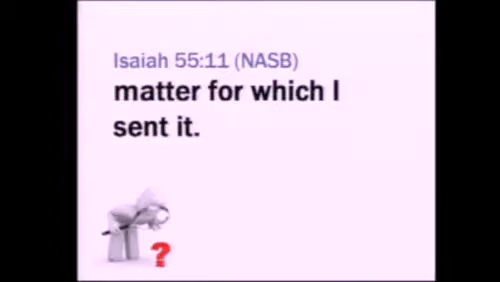 Isaiah 55:11 (NASB)
matter for which I
sent it.
?